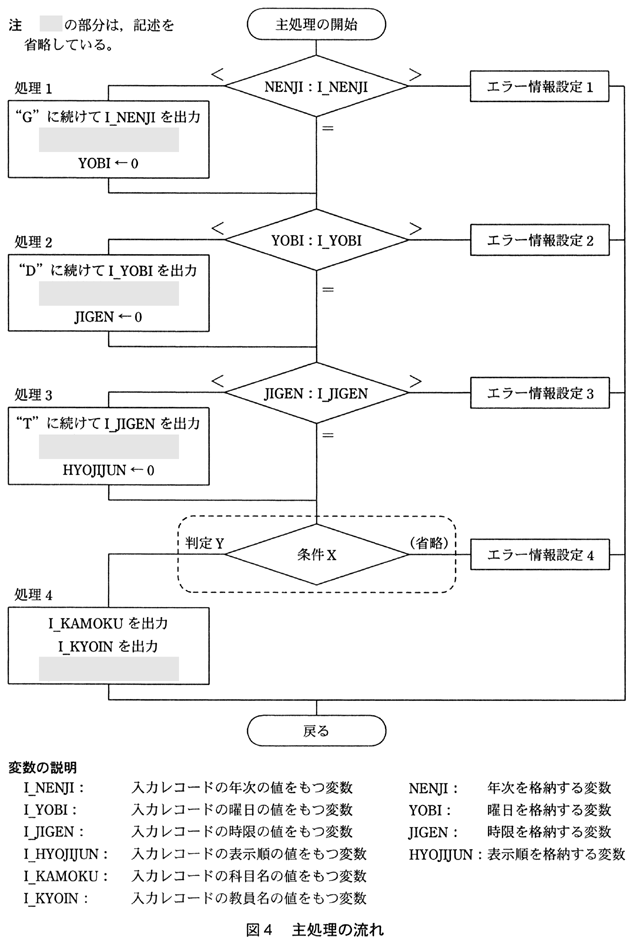 注 の部分は，記述を
省略している。
主処理の開始
＜
NENJI：I_NENJI
＞
エラー情報設定 1
＝
処理 1
“G”に続けて I_NENJI を出力
YOBI ← 0
＜
YOBI：I_YOBI
＞
エラー情報設定 2
＝
処理 2
“D”に続けて I_YOBI を出力
JIGEN ← 0
＜
JIGEN：I_JIGEN
＞
エラー情報設定 3
＝
処理 3
“T”に続けて I_JIGEN を出力
HYOJIJUN ← 0
判定 Y
条件 X
（省略）
エラー情報設定 4
処理 4
I_KAMOKU を出力
I_KYOIN を出力
戻る
変数の説明
I_NENJI： 入力レコードの年次の値をもつ変数 NENJI： 年次を格納する変数
I_YOBI： 入力レコードの曜日の値をもつ変数 YOBI： 曜日を格納する変数
I_JIGEN： 入力レコードの時限の値をもつ変数 JIGEN： 時限を格納する変数
I_HYOJIJUN： 入力レコードの表示順の値をもつ変数 HYOJIJUN：表示順を格納する変数
I_KAMOKU： 入力レコードの科目名の値をもつ変数
I_KYOIN： 入力レコードの教員名の値をもつ変数
図 4 主処理の流れ